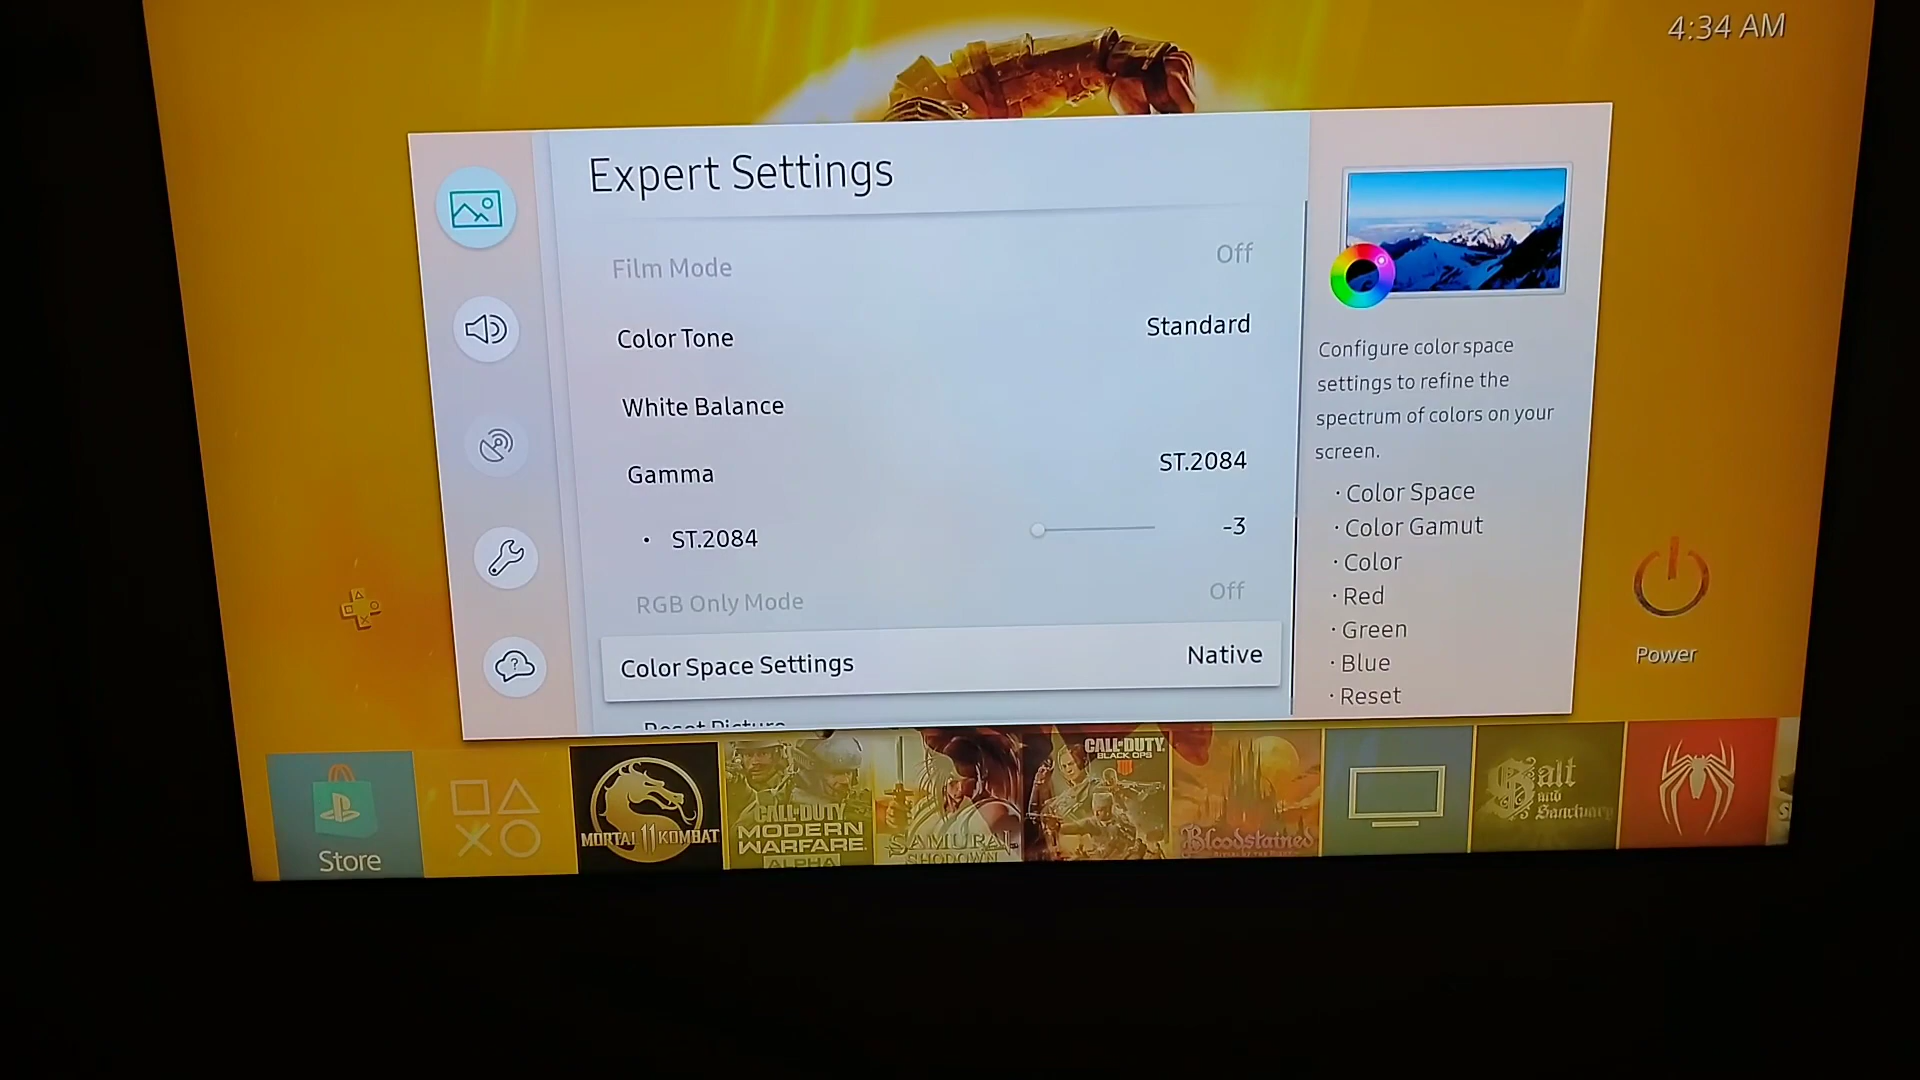 4:34 AM
Expert Settings
Film Mode Off
Color Tone Standard
White Balance
Gamma ST.2084
• ST.2084 -3
RGB Only Mode Off
Color Space Settings Native
Reset Picture
Configure color space
settings to refine the
spectrum of colors on your
screen.
· Color Space
· Color Gamut
· Color
· Red
· Green
· Blue
· Reset
Power
Store
MORTAL KOMBAT 11
CALL OF DUTY
MODERN
WARFARE
ALPHA
SAMURAI
SHODOWN
CALL OF DUTY
BLACK OPS
Bloodstained
Salt
and
Sanctuary